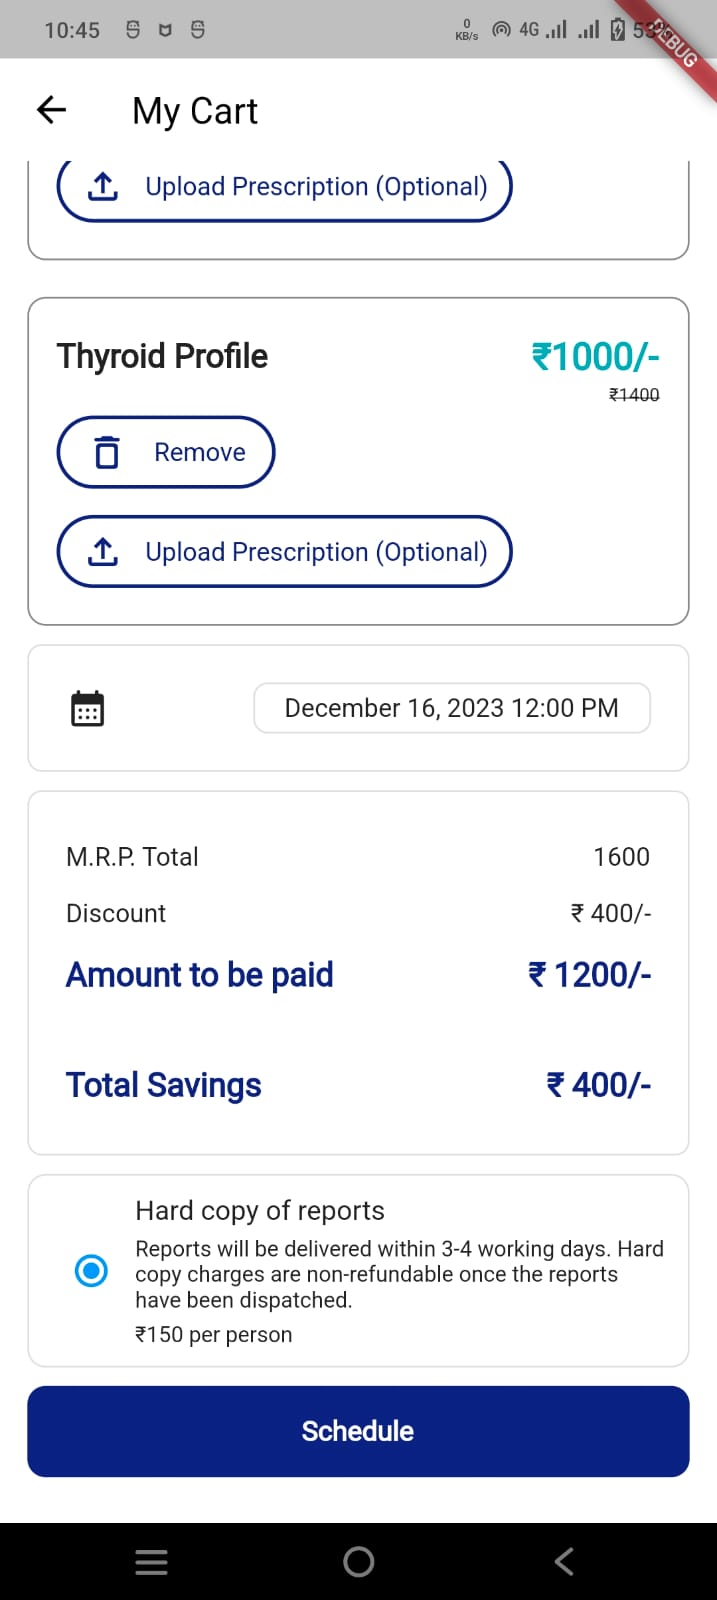 10:45
0
KB/s
4G
DEBUG
My Cart
Upload Prescription (Optional)
Thyroid Profile
₹1000/-
₹1400
Remove
Upload Prescription (Optional)
December 16, 2023 12:00 PM
M.R.P. Total 1600
Discount ₹ 400/-
Amount to be paid ₹ 1200/-
Total Savings ₹ 400/-
Hard copy of reports
Reports will be delivered within 3-4 working days. Hard
copy charges are non-refundable once the reports
have been dispatched.
₹150 per person
Schedule